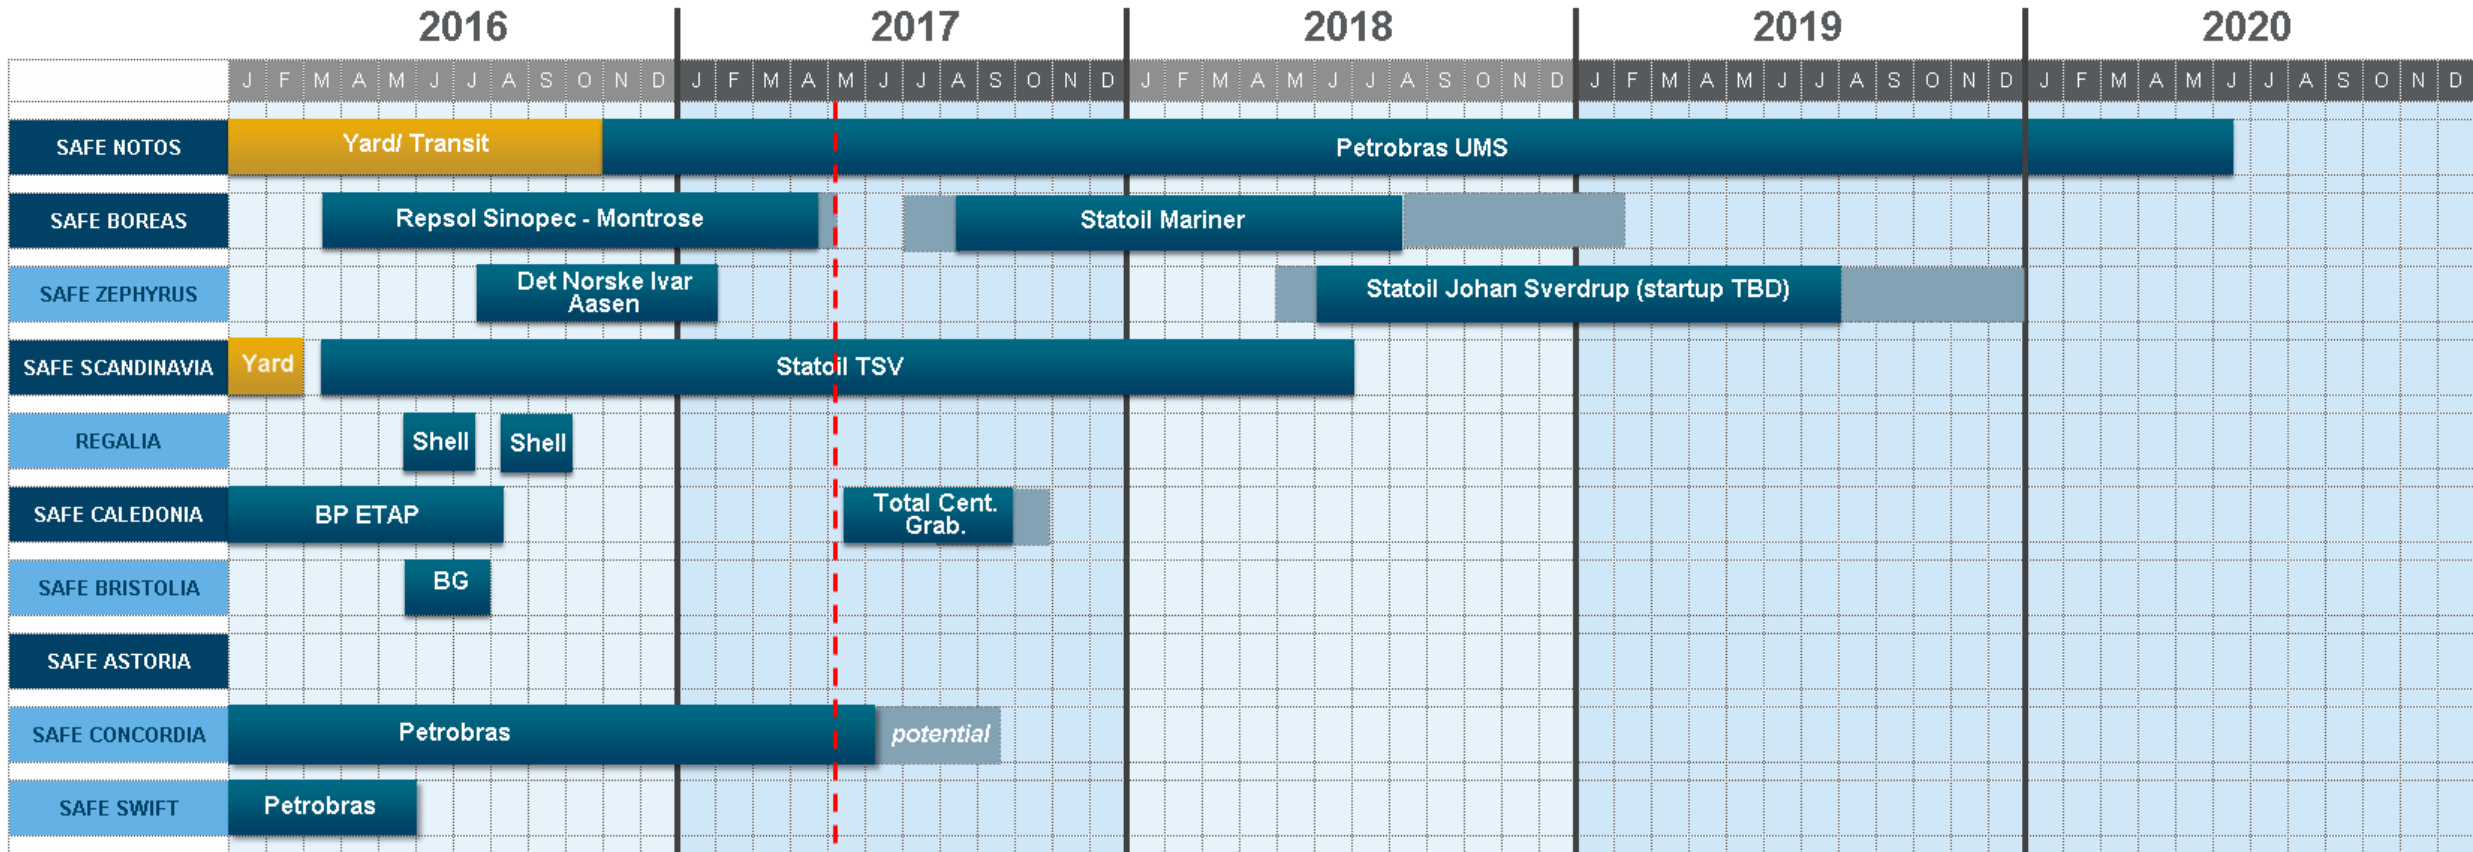 2016 2017 2018 2019 2020
J F M A M J J A S O N D J F M A M J J A S O N D J F M A M J J A S O N D J F M A M J J A S O N D J F M A M J J A S O N D
SAFE NOTOS Yard/ Transit Petrobras UMS
SAFE BOREAS Repsol Sinopec - Montrose Statoil Mariner
SAFE ZEPHYRUS Det Norske Ivar Aasen Statoil Johan Sverdrup (startup TBD)
SAFE SCANDINAVIA Yard Statoil TSV
REGALIA Shell Shell
SAFE CALEDONIA BP ETAP Total Cent. Grab.
SAFE BRISTOLIA BG
SAFE ASTORIA
SAFE CONCORDIA Petrobras potential
SAFE SWIFT Petrobras